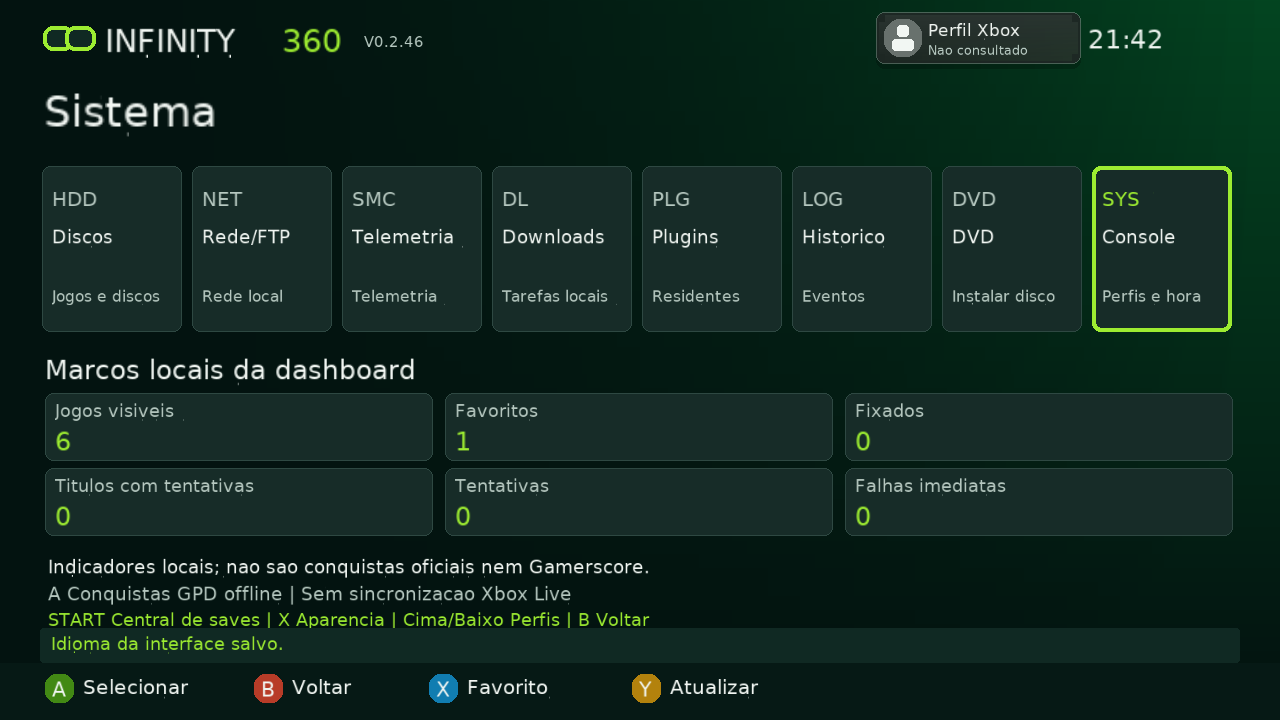 INFINITY 360 V0.2.46
Perfil Xbox
Nao consultado
21:42
Sistema
HDD
Discos
Jogos e discos
NET
Rede/FTP
Rede local
SMC
Telemetria
Telemetria
DL
Downloads
Tarefas locais
PLG
Plugins
Residentes
LOG
Historico
Eventos
DVD
DVD
Instalar disco
SYS
Console
Perfis e hora
Marcos locais da dashboard
Jogos visiveis
6
Favoritos
1
Fixados
0
Titulos com tentativas
0
Tentativas
0
Falhas imediatas
0
Indicadores locais; nao sao conquistas oficiais nem Gamerscore.
A Conquistas GPD offline | Sem sincronizacao Xbox Live
START Central de saves | X Aparencia | Cima/Baixo Perfis | B Voltar
Idioma da interface salvo.
A Selecionar B Voltar X Favorito Y Atualizar